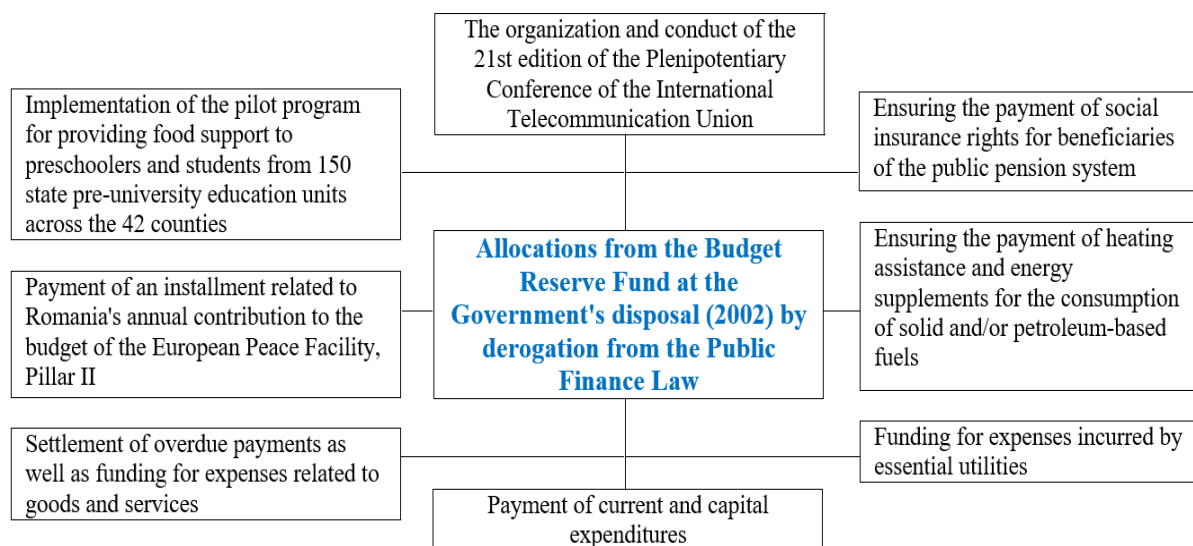 The organization and conduct of the
21st edition of the Plenipotentiary
Conference of the International
Telecommunication Union
Implementation of the pilot program
for providing food support to
preschoolers and students from 150
state pre-university education units
across the 42 counties
Ensuring the payment of social
insurance rights for beneficiaries
of the public pension system
Payment of an installment related to
Romania's annual contribution to the
budget of the European Peace Facility,
Pillar II
Allocations from the Budget
Reserve Fund at the
Government's disposal (2002) by
derogation from the Public
Finance Law
Ensuring the payment of heating
assistance and energy
supplements for the consumption
of solid and/or petroleum-based
fuels
Settlement of overdue payments as
well as funding for expenses related to
goods and services
Funding for expenses incurred by
essential utilities
Payment of current and capital
expenditures